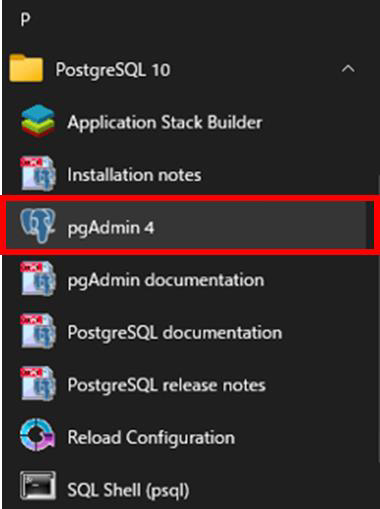 P
PostgreSQL 10
Application Stack Builder
Installation notes
pgAdmin 4
pgAdmin documentation
PostgreSQL documentation
PostgreSQL release notes
Reload Configuration
SQL Shell (psql)